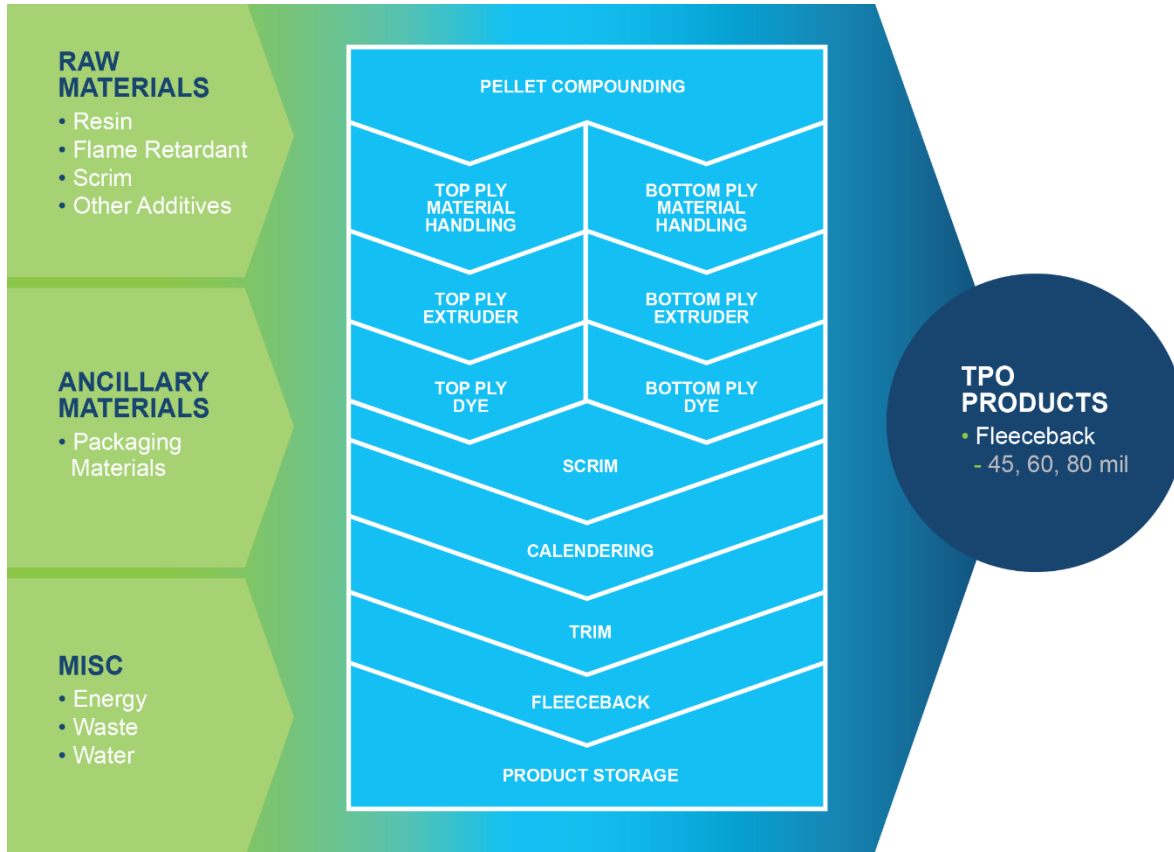 RAW
MATERIALS
• Resin
• Flame Retardant
• Scrim
• Other Additives
ANCILLARY
MATERIALS
• Packaging
Materials
MISC
• Energy
• Waste
• Water
PELLET COMPOUNDING
TOP PLY
MATERIAL
HANDLING
BOTTOM PLY
MATERIAL
HANDLING
TOP PLY
EXTRUDER
BOTTOM PLY
EXTRUDER
TOP PLY
DYE
BOTTOM PLY
DYE
SCRIM
CALENDERING
TRIM
FLEECEBACK
PRODUCT STORAGE
TPO
PRODUCTS
• Fleeceback
- 45, 60, 80 mil